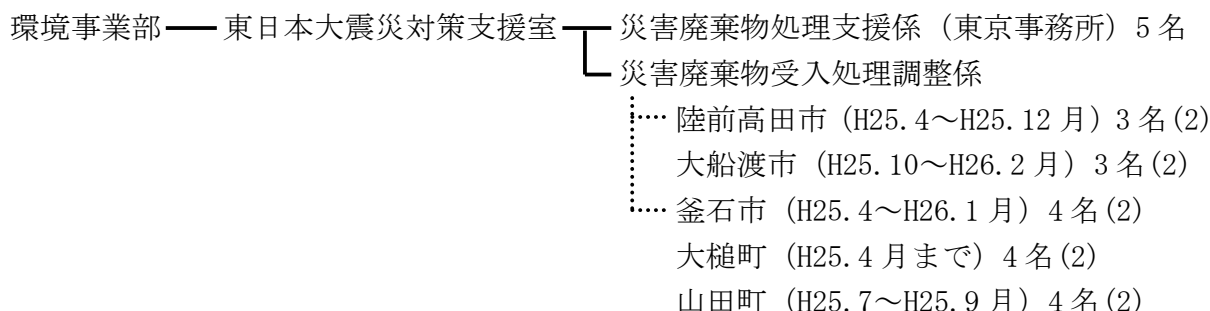 環境事業部 東日本大震災対策支援室 災害廃棄物処理支援係（東京事務所）5名
災害廃棄物受入処理調整係
陸前高田市（H25.4～H25.12月）3名(2)
大船渡市（H25.10～H26.2月）3名(2)
釜石市（H25.4～H26.1月）4名(2)
大槌町（H25.4月まで）4名(2)
山田町（H25.7～H25.9月）4名(2)